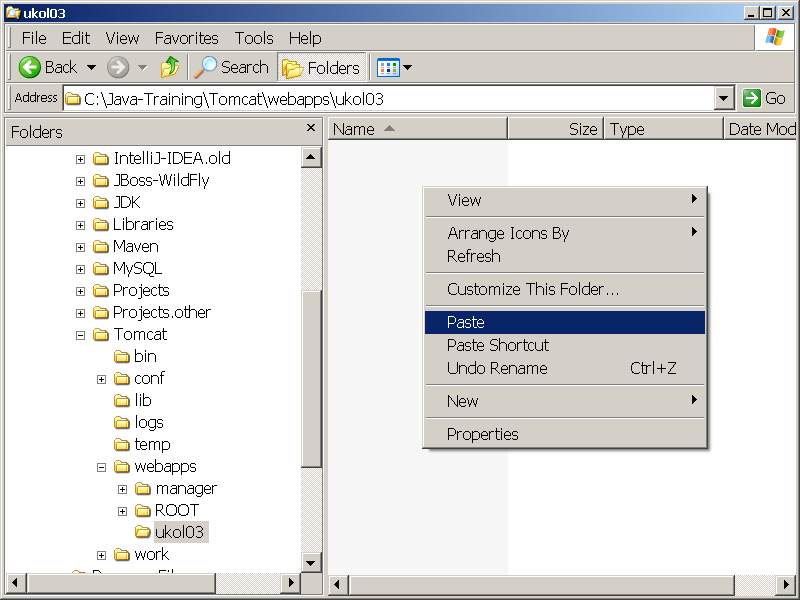 ukol03
File Edit View Favorites Tools Help
Back Search Folders
Address C:\Java-Training\Tomcat\webapps\ukol03 Go
Folders
Name Size Type Date Mod
IntelliJ-IDEA.old
JBoss-WildFly
JDK
Libraries
Maven
MySQL
Projects
Projects.other
Tomcat
bin
conf
lib
logs
temp
webapps
manager
ROOT
ukol03
work
View
Arrange Icons By
Refresh
Customize This Folder...
Paste
Paste Shortcut
Undo Rename Ctrl+Z
New
Properties